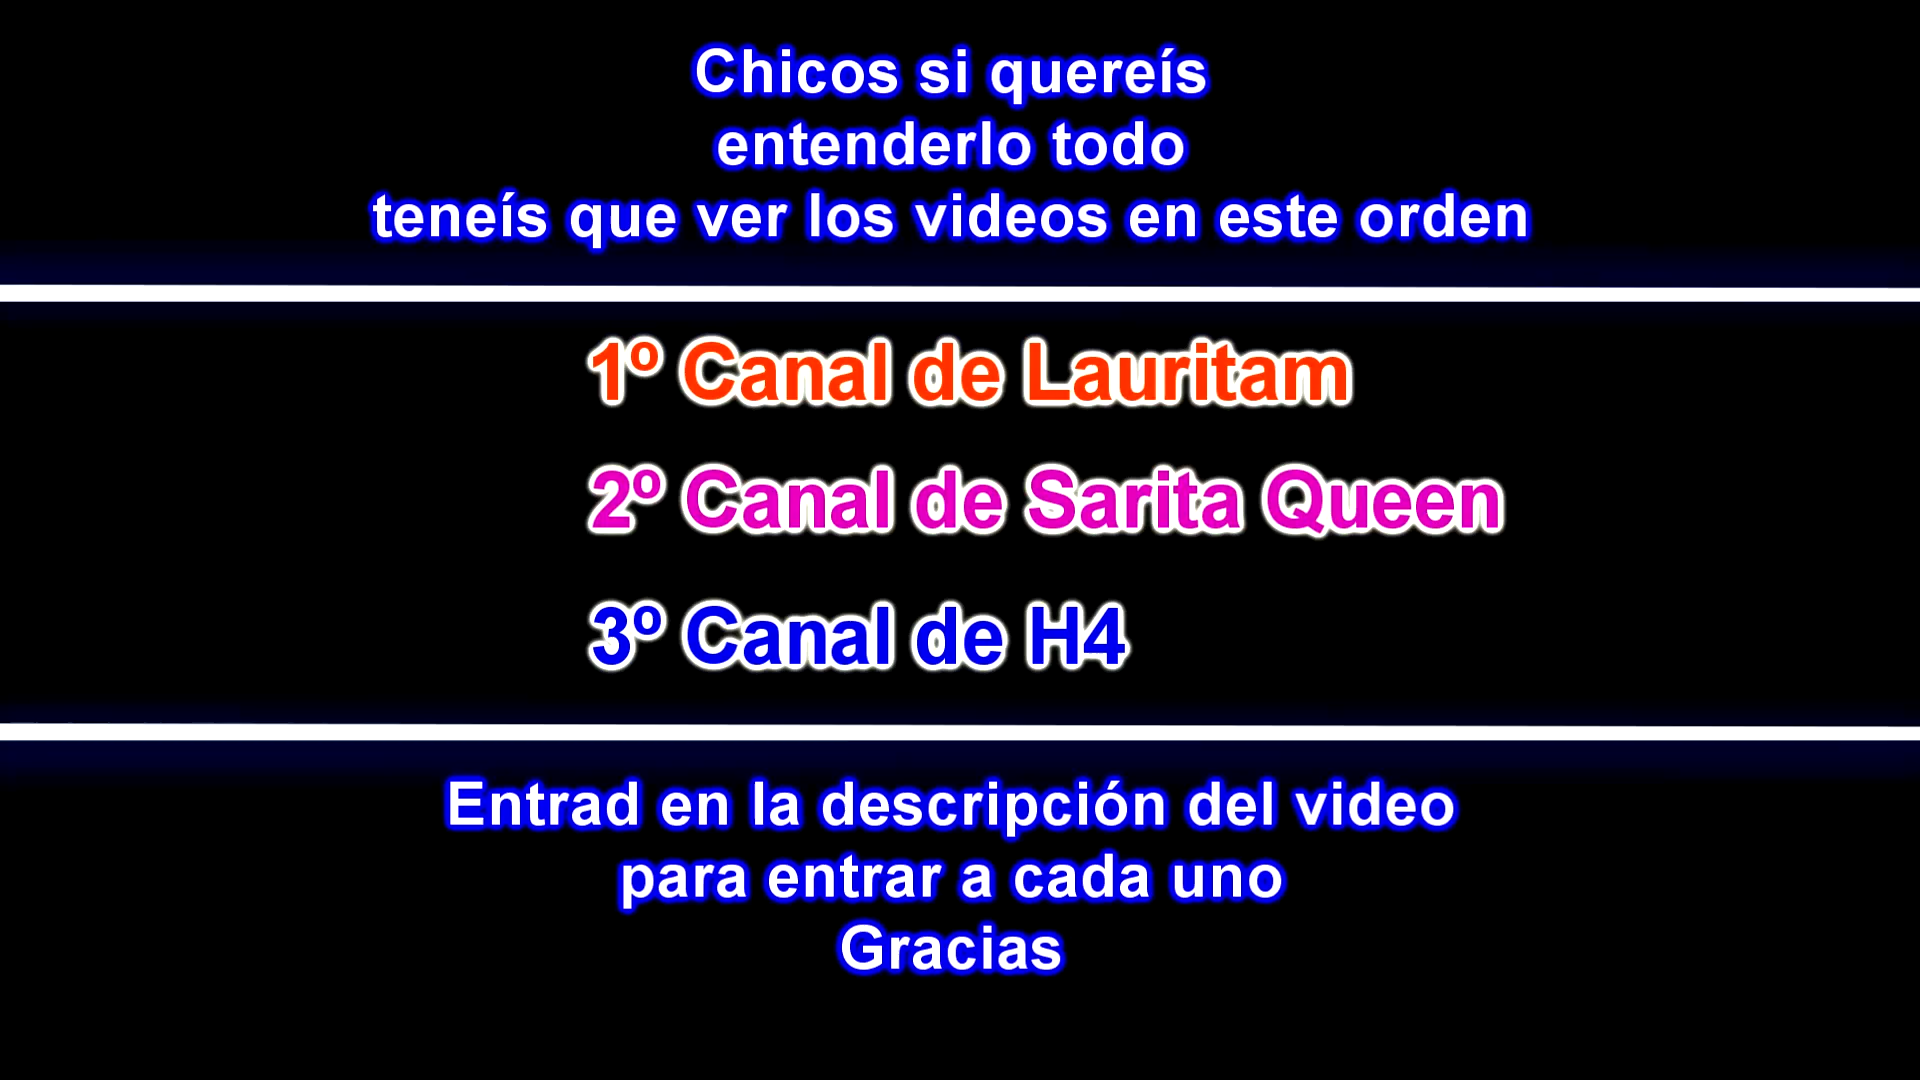 Chicos si quereís
entenderlo todo
teneís que ver los videos en este orden
1º Canal de Lauritam
2º Canal de Sarita Queen
3º Canal de H4
Entrad en la descripción del video
para entrar a cada uno
Gracias